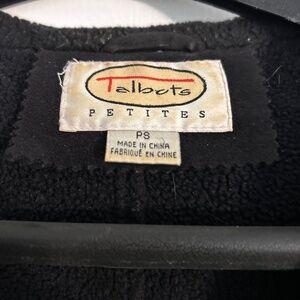 Talbots
PETITES
PS
MADE IN CHINA
FABRIQUÉ EN CHINE